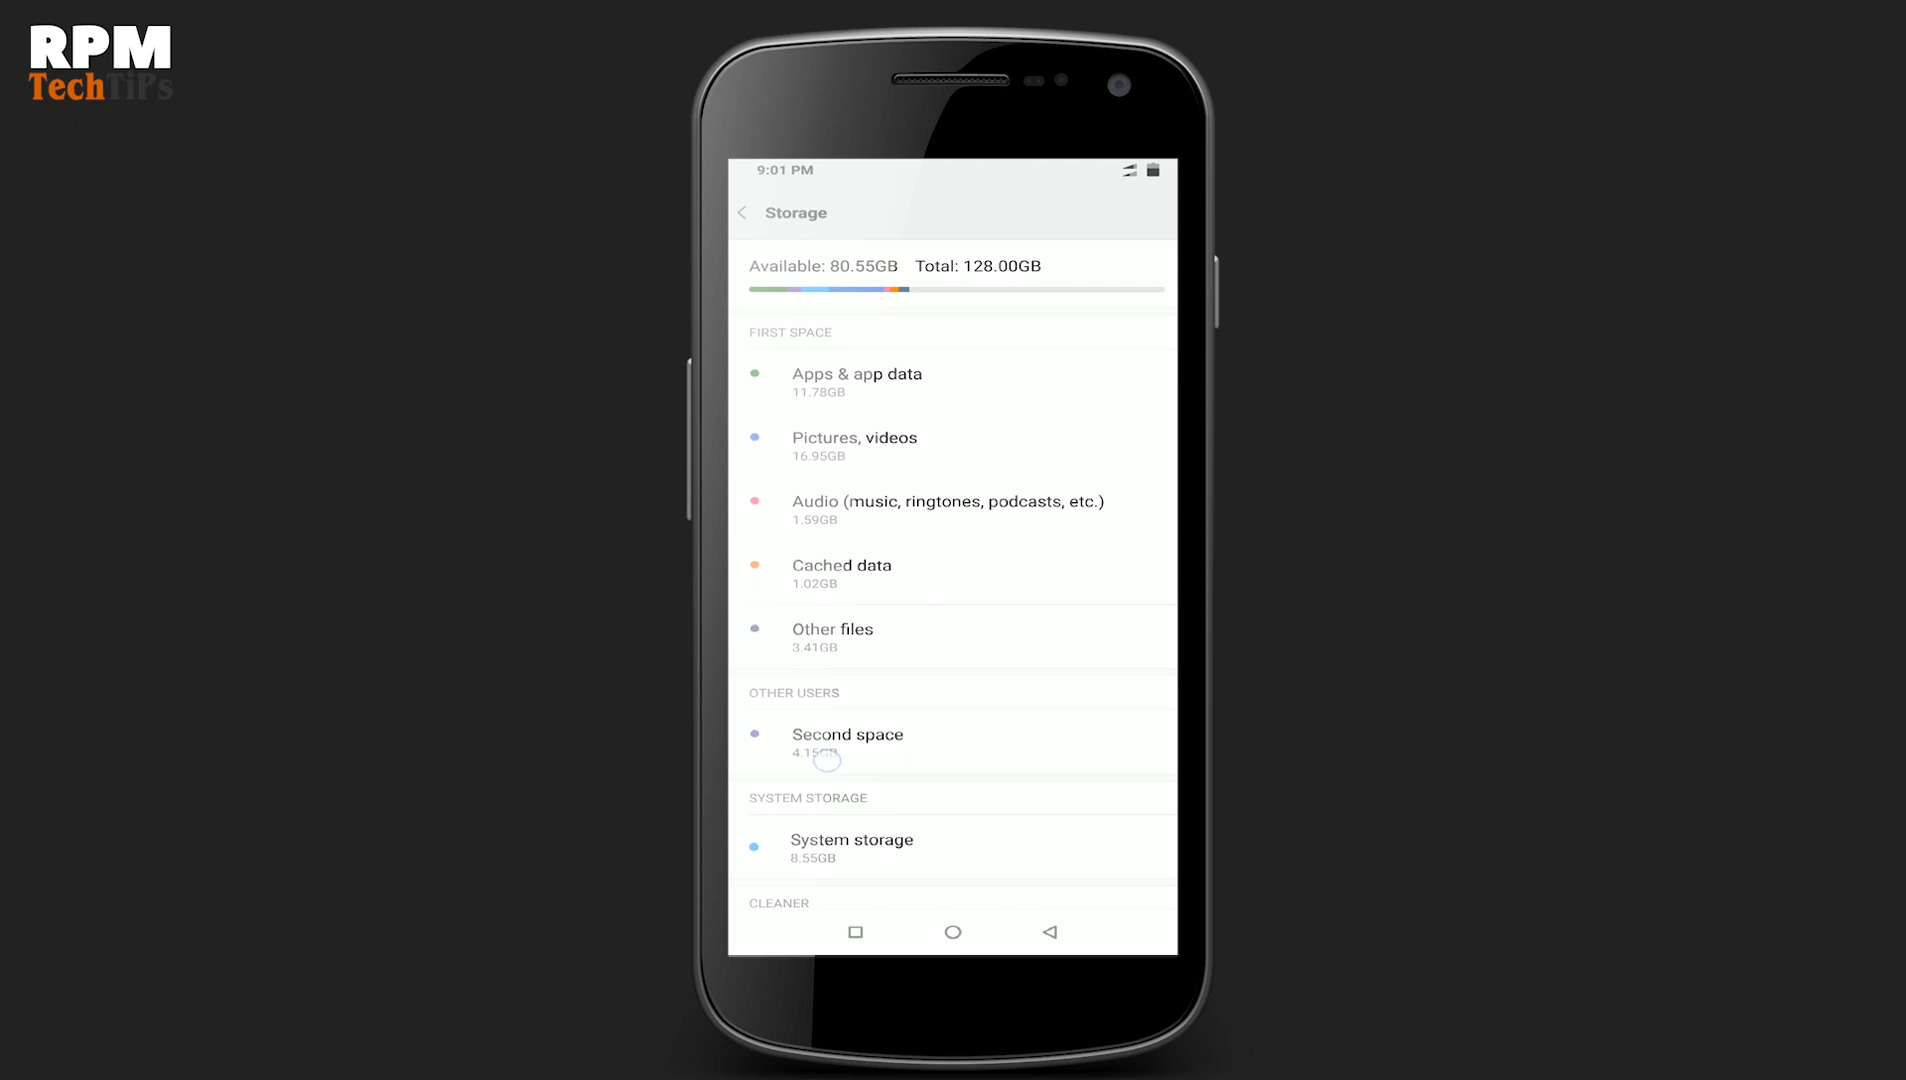 RPM
TechTiPs
9:01 PM
Storage
Available: 80.55GB Total: 128.00GB
FIRST SPACE
Apps & app data
11.78GB
Pictures, videos
16.95GB
Audio (music, ringtones, podcasts, etc.)
1.59GB
Cached data
1.02GB
Other files
3.41GB
OTHER USERS
Second space
4.15GB
SYSTEM STORAGE
System storage
8.55GB
CLEANER